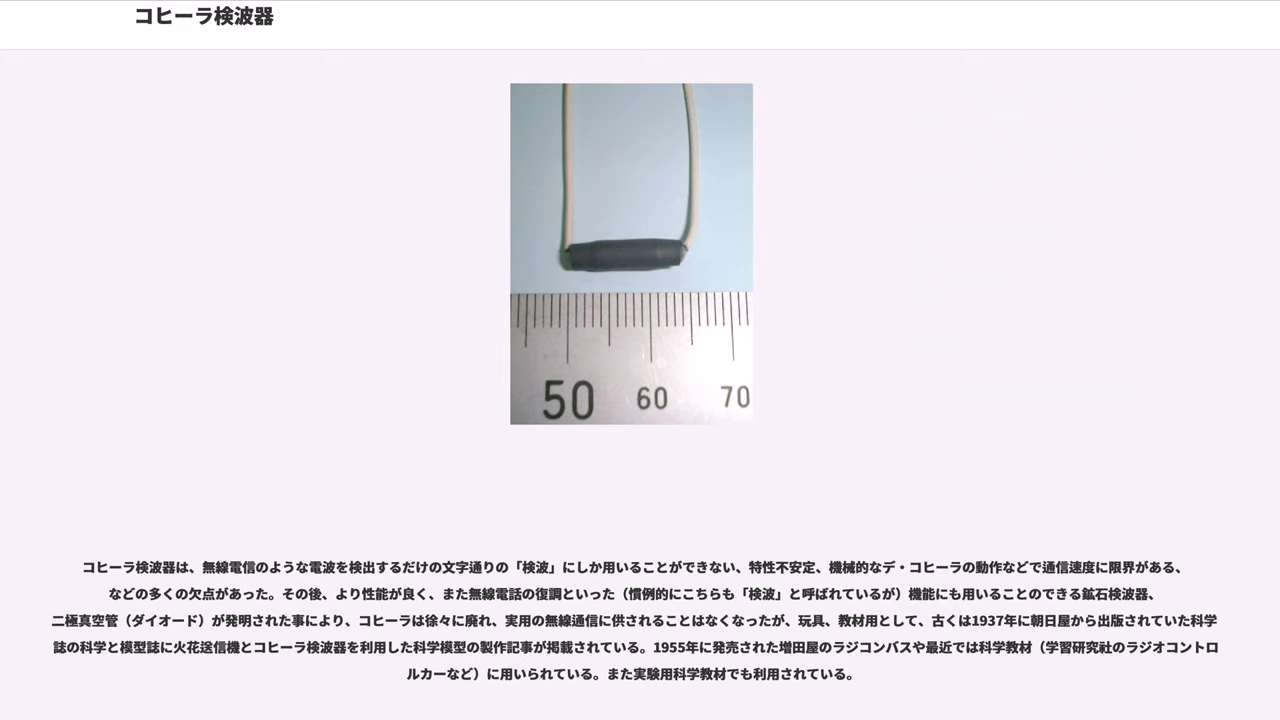 コヒーラ検波器
50 60 70
コヒーラ検波器は、無線電信のような電波を検出するだけの文字通りの「検波」にしか用いることができない、特性不安定、機械的なデ・コヒーラの動作などで通信速度に限界がある、
などの多くの欠点があった。その後、より性能が良く、また無線電話の復調といった（慣例的にこちらも「検波」と呼ばれているが）機能にも用いることのできる鉱石検波器、
二極真空管（ダイオード）が発明された事により、コヒーラは徐々に廃れ、実用の無線通信に供されることはなくなったが、玩具、教材用として、古くは1937年に朝日屋から出版されていた科学
誌の科学と模型誌に火花送信機とコヒーラ検波器を利用した科学模型の製作記事が掲載されている。1955年に発売された増田屋のラジコンバスや最近では科学教材（学習研究社のラジオコントロ
ルカーなど）に用いられている。また実験用科学教材でも利用されている。